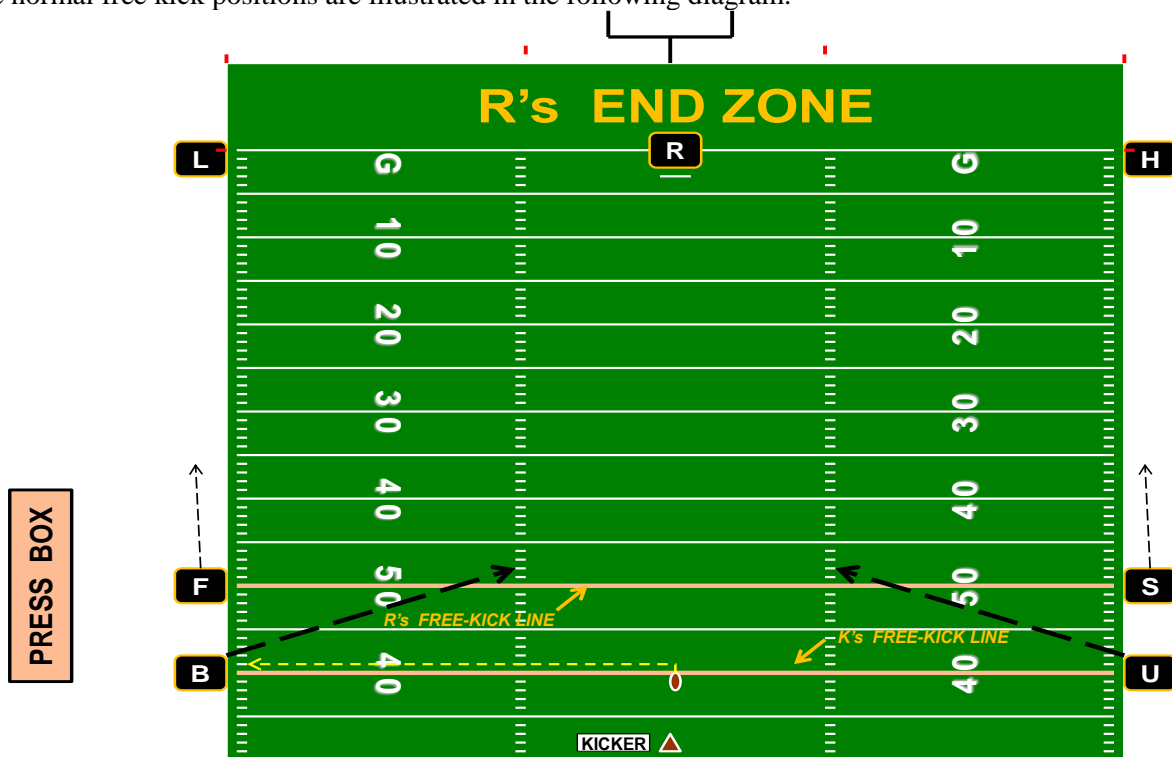 normal free kick positions are illustrated in the following diagram.
R's END ZONE
L
R
H
G G
10 10
20 20
30 30
40 40
F
50 50
S
R's FREE-KICK LINE
K's FREE-KICK LINE
B
40 40
U
KICKER
PRESS BOX